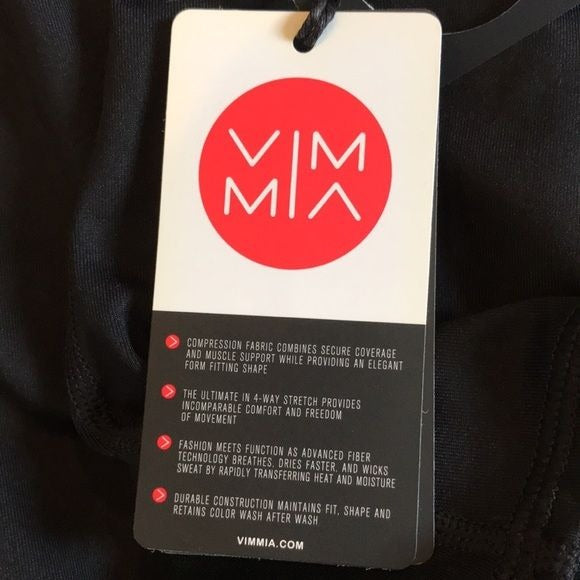 VIM
MIA
COMPRESSION FABRIC COMBINES SECURE COVERAGE
AND MUSCLE SUPPORT WHILE PROVIDING AN ELEGANT
FORM FITTING SHAPE
THE ULTIMATE IN 4-WAY STRETCH PROVIDES
INCOMPARABLE COMFORT AND FREEDOM
OF MOVEMENT
FASHION MEETS FUNCTION AS ADVANCED FIBER
TECHNOLOGY BREATHES, DRIES FASTER, AND WICKS
SWEAT BY RAPIDLY TRANSFERRING HEAT AND MOISTURE
DURABLE CONSTRUCTION MAINTAINS FIT, SHAPE AND
RETAINS COLOR WASH AFTER WASH
VIMMIA.COM